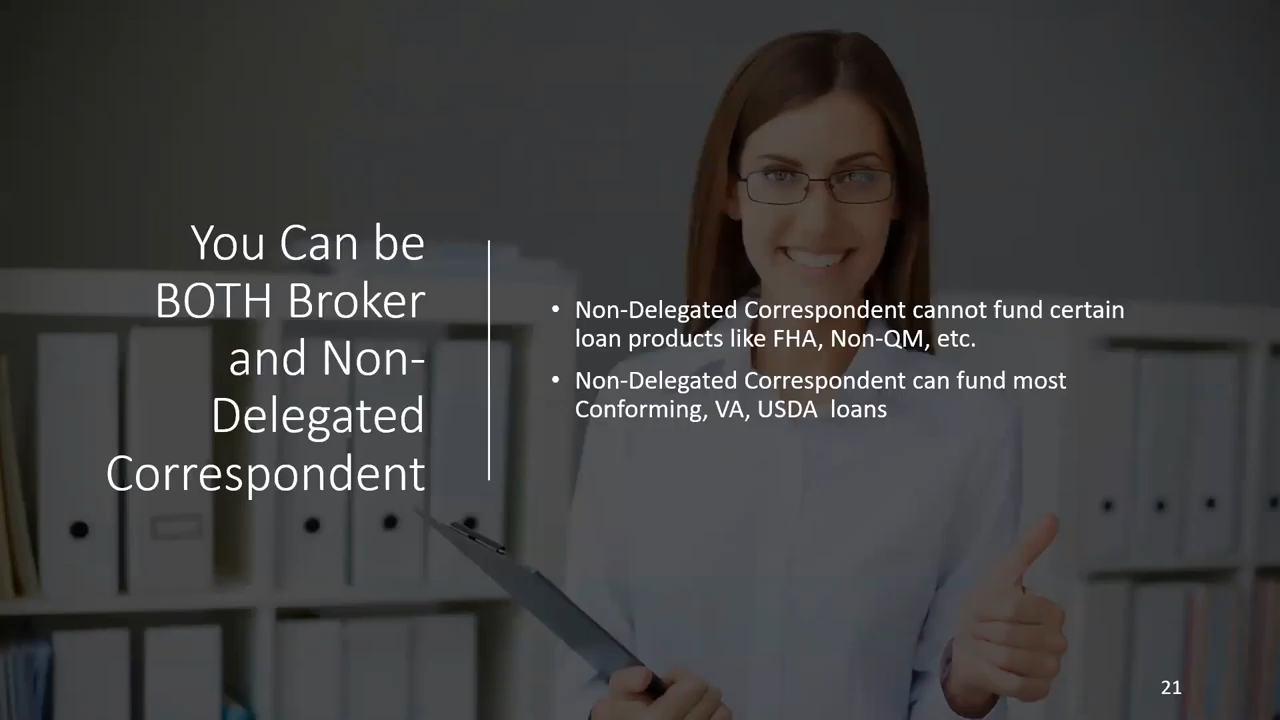 You Can be
BOTH Broker
and Non-
Delegated
Correspondent
• Non-Delegated Correspondent cannot fund certain
loan products like FHA, Non-QM, etc.
• Non-Delegated Correspondent can fund most
Conforming, VA, USDA  loans
21